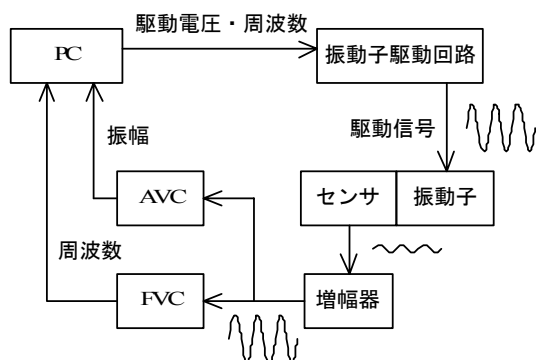 駆動電圧・周波数
PC
振動子駆動回路
駆動信号
振幅
AVC
センサ
振動子
周波数
FVC
増幅器